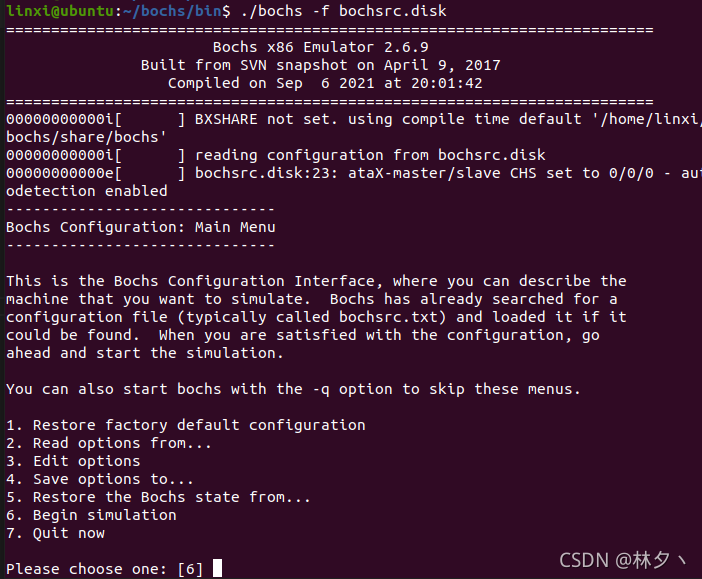 linxi@ubuntu:~/bochs/bin$ ./bochs -f bochsrc.disk
========================================================================
Bochs x86 Emulator 2.6.9
Built from SVN snapshot on April 9, 2017
Compiled on Sep  6 2021 at 20:01:42
========================================================================
00000000000i[       ] BXSHARE not set. using compile time default '/home/linxi/
bochs/share/bochs'
00000000000i[       ] reading configuration from bochsrc.disk
00000000000e[       ] bochsrc.disk:23: ataX-master/slave CHS set to 0/0/0 - aut
odetection enabled
------------------------------
Bochs Configuration: Main Menu
------------------------------
This is the Bochs Configuration Interface, where you can describe the
machine that you want to simulate.  Bochs has already searched for a
configuration file (typically called bochsrc.txt) and loaded it if it
could be found.  When you are satisfied with the configuration, go
ahead and start the simulation.
You can also start bochs with the -q option to skip these menus.
1. Restore factory default configuration
2. Read options from...
3. Edit options
4. Save options to...
5. Restore the Bochs state from...
6. Begin simulation
7. Quit now
Please choose one: [6]
CSDN @林夕丶